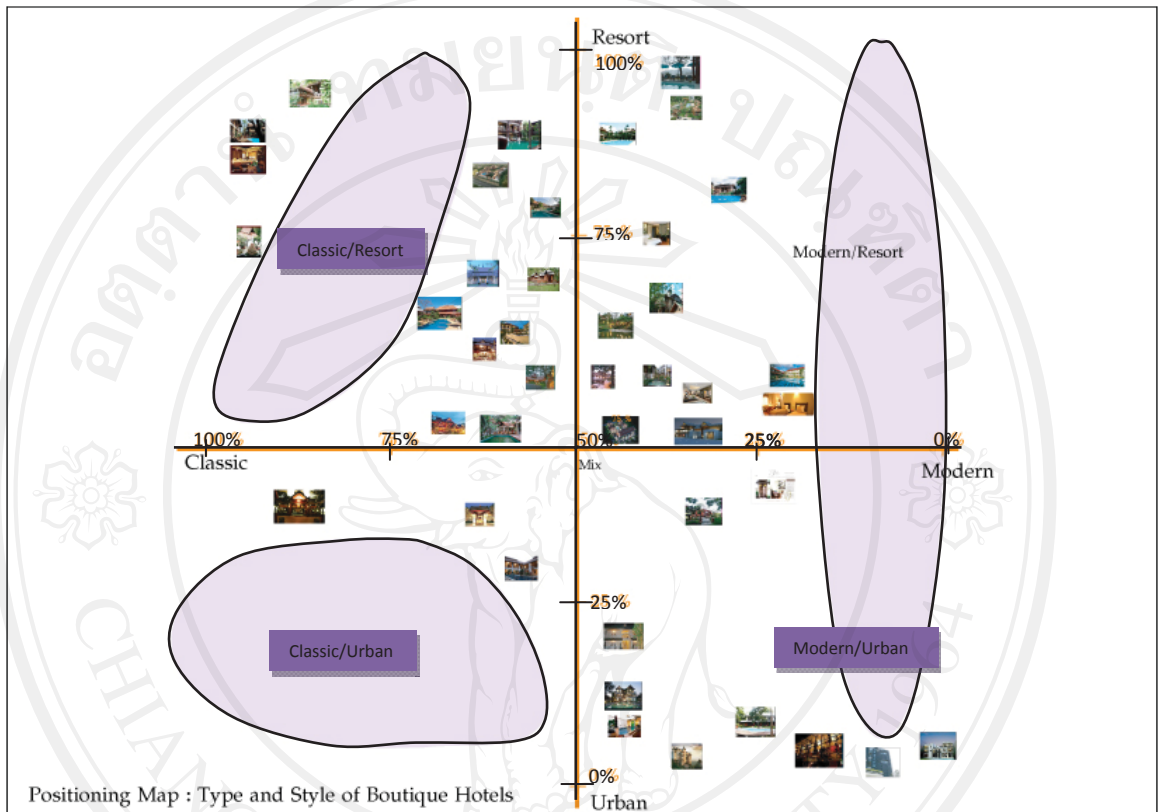 Resort
100%
75%
Classic/Resort
Modern/Resort
100%
75%
50%
25%
0%
Classic
Mix
Modern
25%
Classic/Urban
Modern/Urban
0%
Positioning Map : Type and Style of Boutique Hotels
Urban